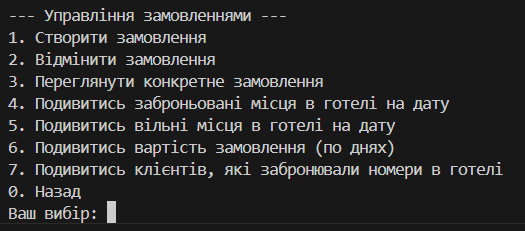 --- Управління замовленнями ---
1. Створити замовлення
2. Відмінити замовлення
3. Переглянути конкретне замовлення
4. Подивитись заброньовані місця в готелі на дату
5. Подивитись вільні місця в готелі на дату
6. Подивитись вартість замовлення (по днях)
7. Подивитись клієнтів, які забронювали номери в готелі
0. Назад
Ваш вибір: